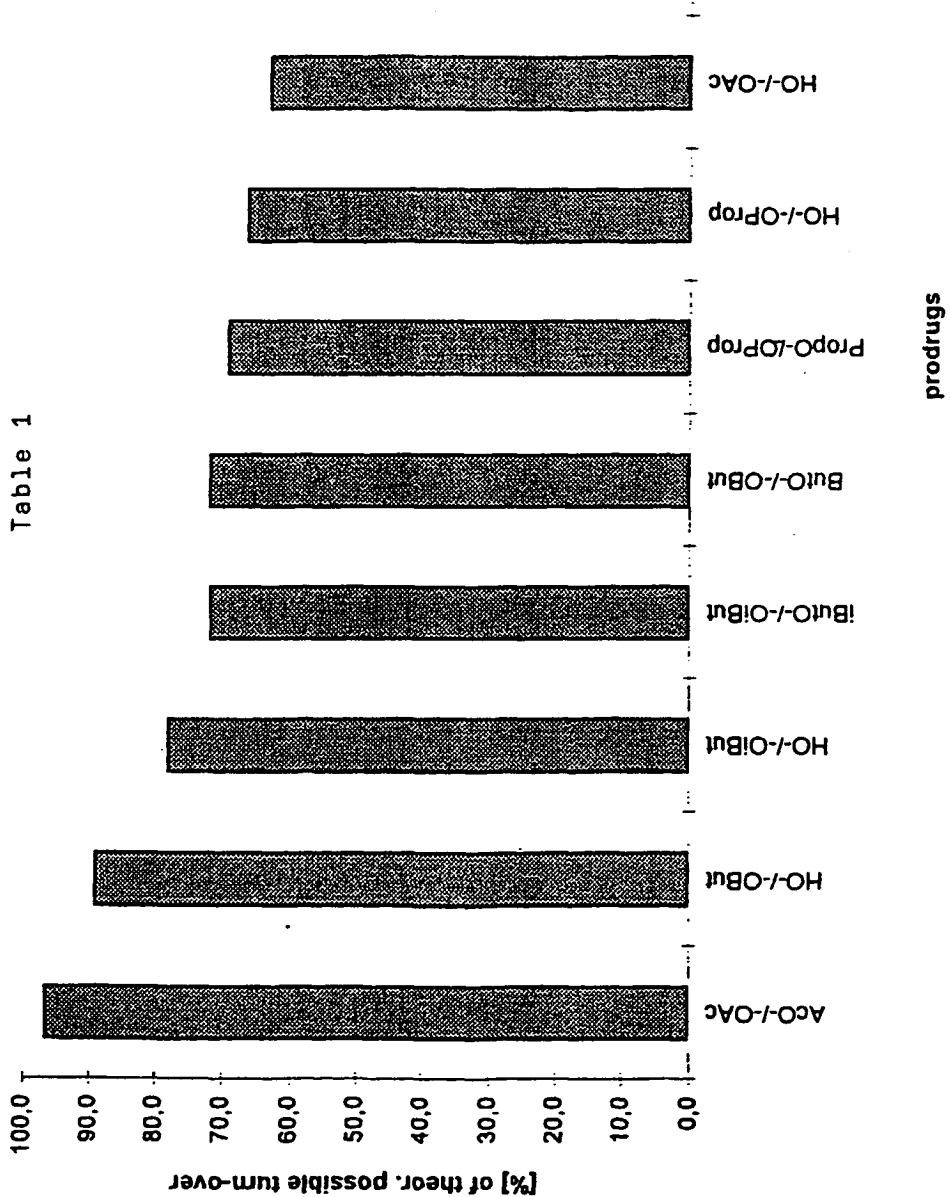 Table 1
[%] of theor. possible turn-over
100,0
90,0
80,0
70,0
60,0
50,0
40,0
30,0
20,0
10,0
0,0
AcO-/-OAc
HO-/-OBut
HO-/-OiBut
iButO-/-OiBut
ButO-/-OBut
PropO-/-OProp
HO-/-OProp
HO-/-OAc
prodrugs